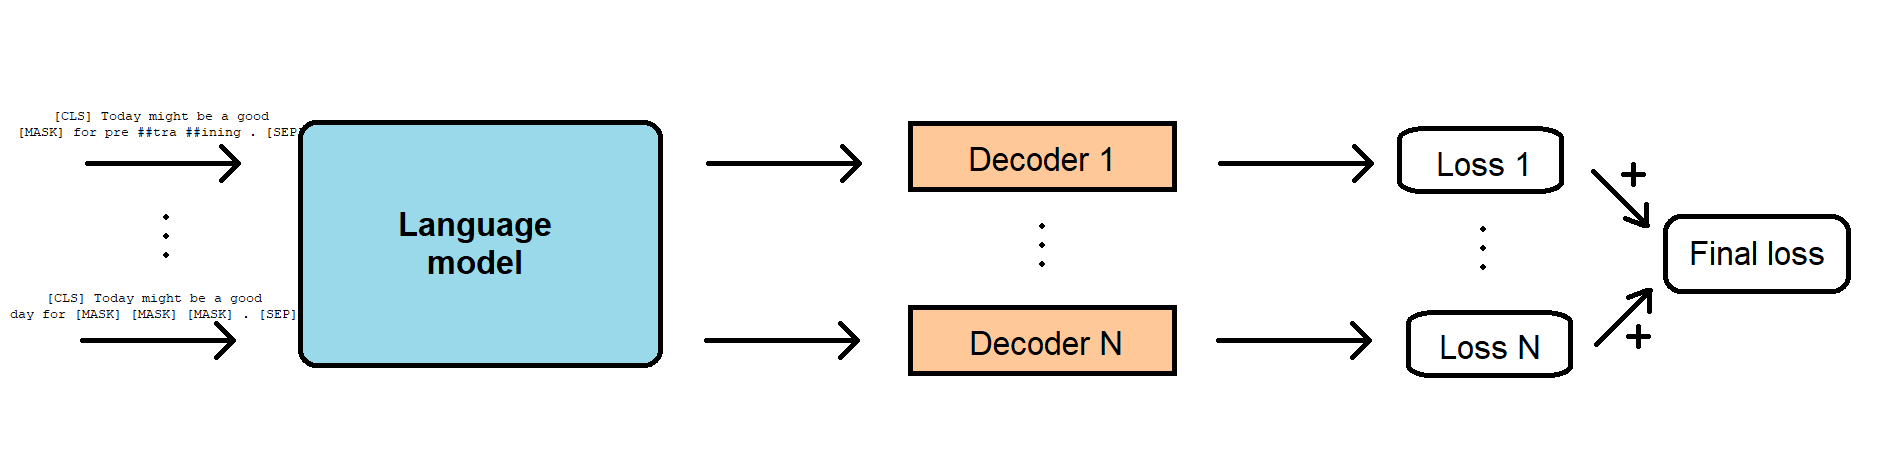 [CLS] Today might be a good
[MASK] for pre ##tra ##ining . [SEP]
Decoder 1
Loss 1
+
Language
model
Final loss
[CLS] Today might be a good
day for [MASK] [MASK] [MASK] . [SEP]
Decoder N
Loss N
+